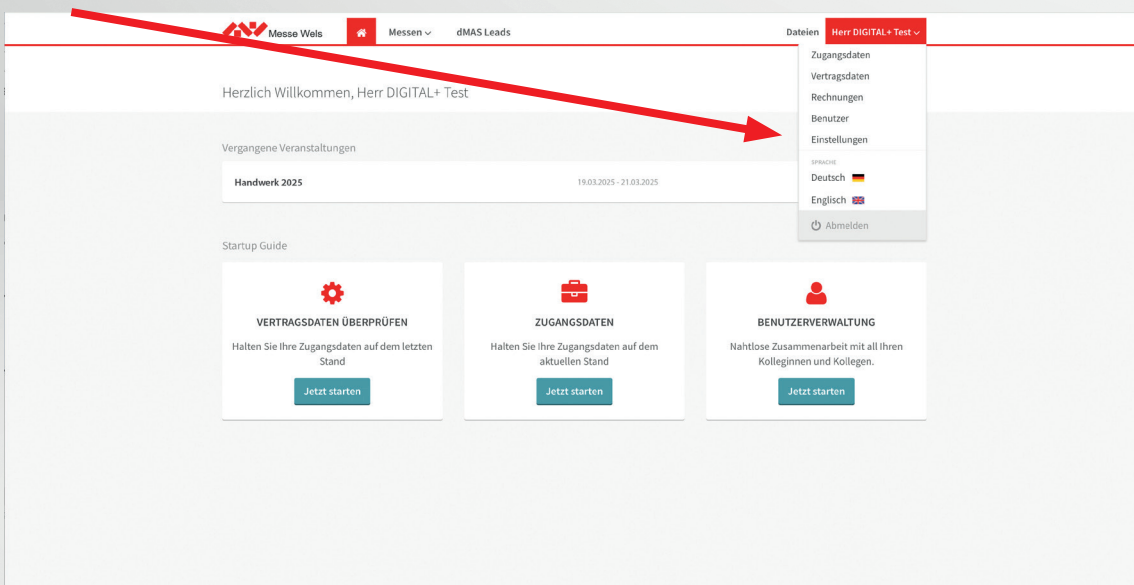 Messe Wels
Messen
dMAS Leads
Dateien
Herr DIGITAL+ Test
Zugangsdaten
Vertragsdaten
Rechnungen
Benutzer
Einstellungen
SPRACHE
Deutsch
Englisch
Abmelden
Herzlich Willkommen, Herr DIGITAL+ Test
Vergangene Veranstaltungen
Handwerk 2025
19.03.2025 - 21.03.2025
Startup Guide
VERTRAGSDATEN ÜBERPRÜFEN
Halten Sie Ihre Zugangsdaten auf dem letzten
Stand
Jetzt starten
ZUGANGSDATEN
Halten Sie Ihre Zugangsdaten auf dem
aktuellen Stand
Jetzt starten
BENUTZERVERWALTUNG
Nahtlose Zusammenarbeit mit all Ihren
Kolleginnen und Kollegen.
Jetzt starten